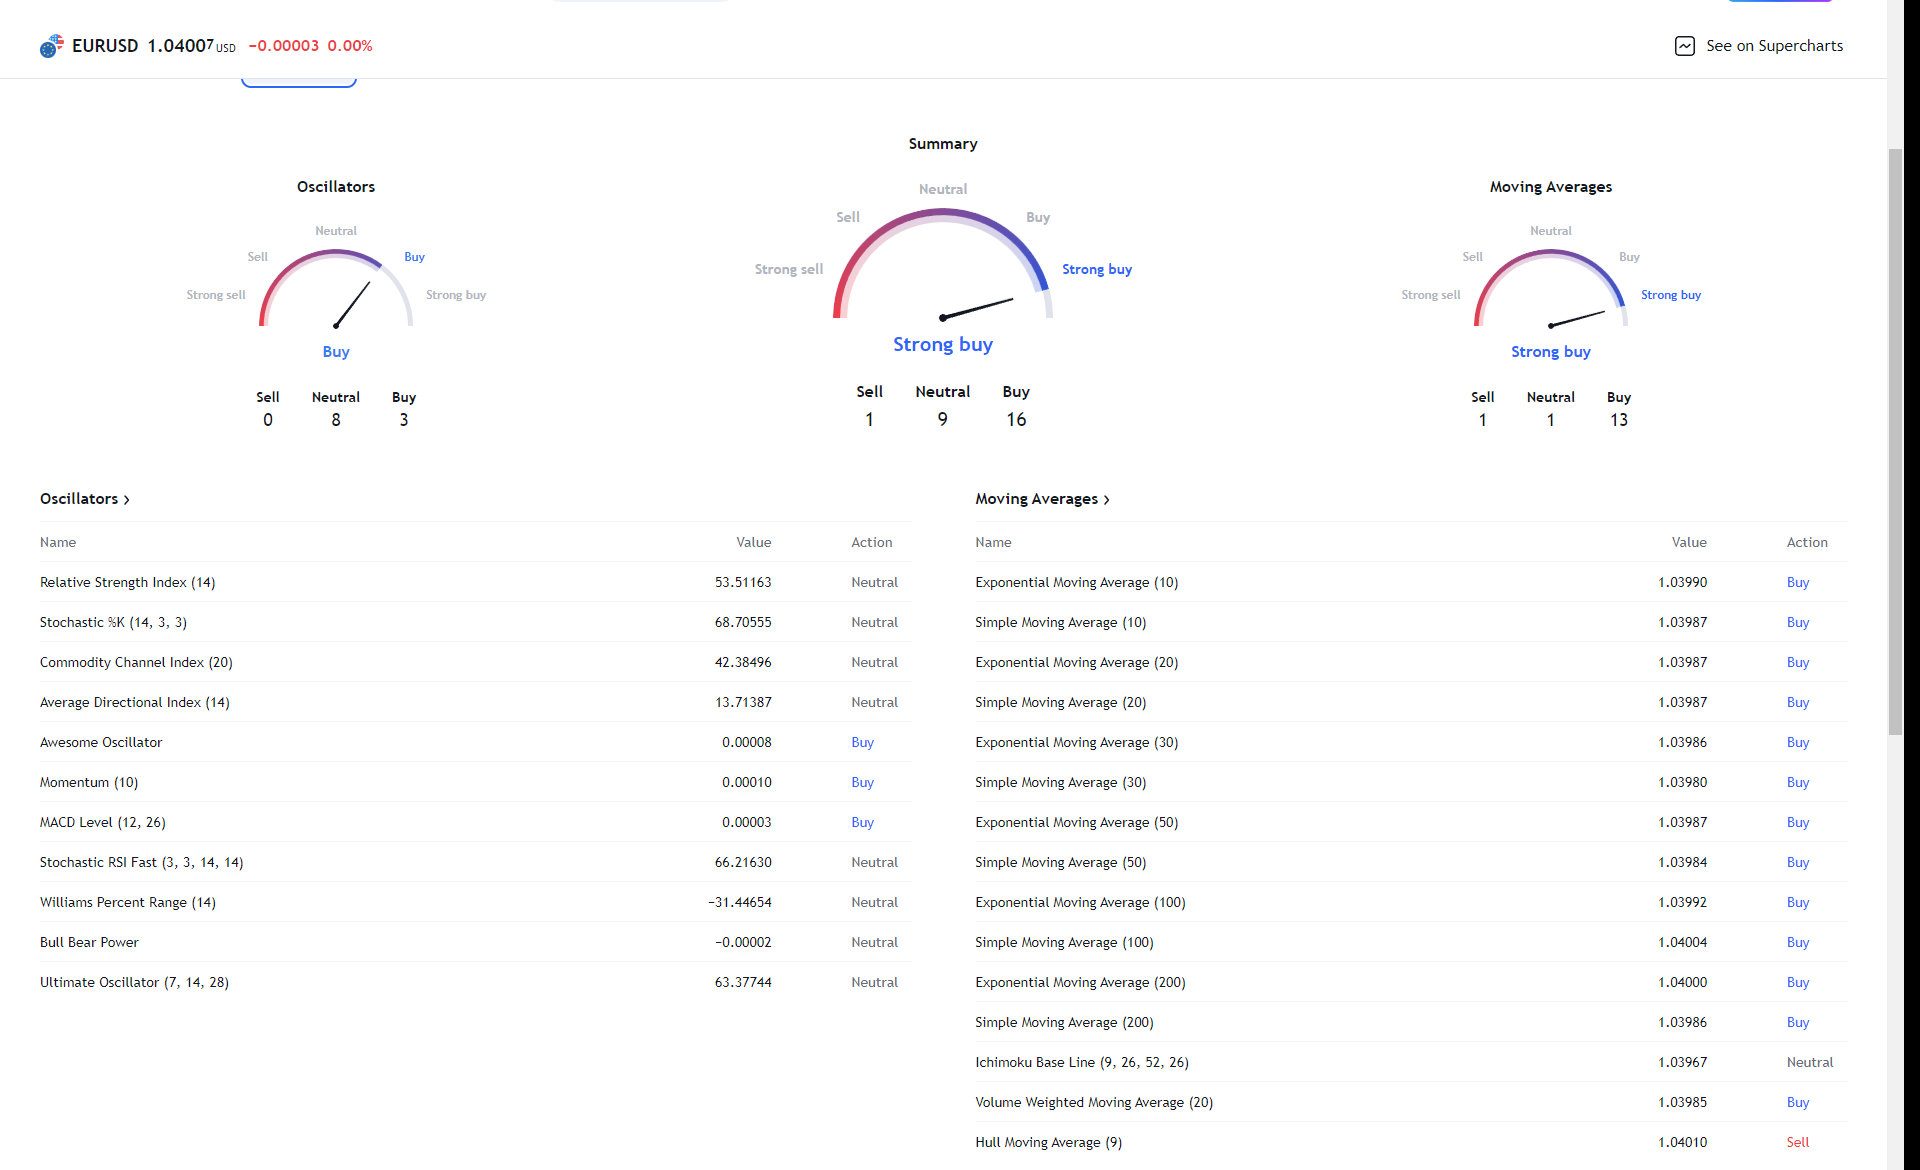 EURUSD 1.04007 USD −0.00003 0.00%
See on Supercharts
Summary
Neutral
Sell
Buy
Strong sell
Strong buy
Strong buy
Sell Neutral Buy
1 9 16
Oscillators
Neutral
Sell
Buy
Strong sell
Strong buy
Buy
Sell Neutral Buy
0 8 3
Moving Averages
Neutral
Sell
Buy
Strong sell
Strong buy
Strong buy
Sell Neutral Buy
1 1 13
Oscillators ›
Name Value Action
Relative Strength Index (14) 53.51163 Neutral
Stochastic %K (14, 3, 3) 68.70555 Neutral
Commodity Channel Index (20) 42.38496 Neutral
Average Directional Index (14) 13.71387 Neutral
Awesome Oscillator 0.00008 Buy
Momentum (10) 0.00010 Buy
MACD Level (12, 26) 0.00003 Buy
Stochastic RSI Fast (3, 3, 14, 14) 66.21630 Neutral
Williams Percent Range (14) −31.44654 Neutral
Bull Bear Power −0.00002 Neutral
Ultimate Oscillator (7, 14, 28) 63.37744 Neutral
Moving Averages ›
Name Value Action
Exponential Moving Average (10) 1.03990 Buy
Simple Moving Average (10) 1.03987 Buy
Exponential Moving Average (20) 1.03987 Buy
Simple Moving Average (20) 1.03987 Buy
Exponential Moving Average (30) 1.03986 Buy
Simple Moving Average (30) 1.03980 Buy
Exponential Moving Average (50) 1.03987 Buy
Simple Moving Average (50) 1.03984 Buy
Exponential Moving Average (100) 1.03992 Buy
Simple Moving Average (100) 1.04004 Buy
Exponential Moving Average (200) 1.04000 Buy
Simple Moving Average (200) 1.03986 Buy
Ichimoku Base Line (9, 26, 52, 26) 1.03967 Neutral
Volume Weighted Moving Average (20) 1.03985 Buy
Hull Moving Average (9) 1.04010 Sell